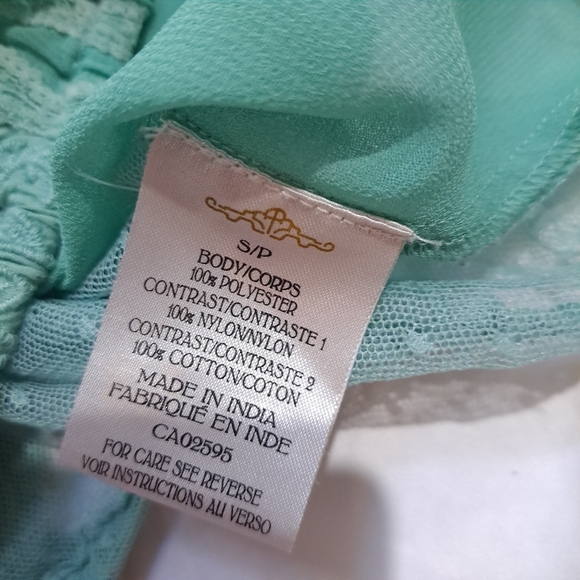 S/P
BODY/CORPS
100% POLYESTER
CONTRAST/CONTRASTE 1
100% NYLON/NYLON
CONTRAST/CONTRASTE 2
100% COTTON/COTON
MADE IN INDIA
FABRIQUÉ EN INDE
CA02595
FOR CARE SEE REVERSE
VOIR INSTRUCTIONS AU VERSO